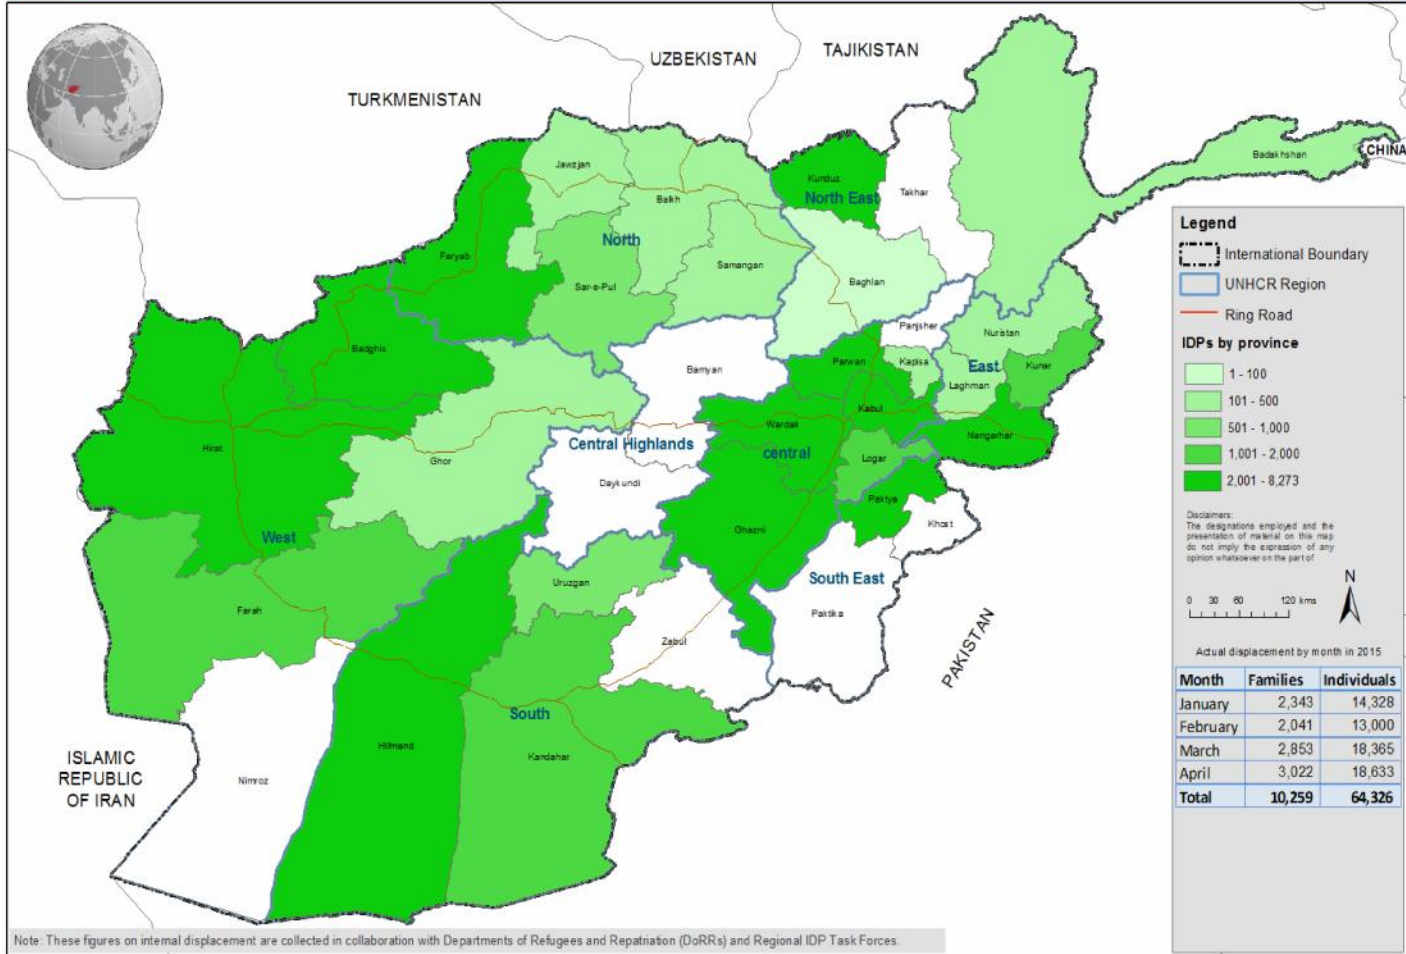 UZBEKISTAN
TAJIKISTAN
TURKMENISTAN
CHINA
Badakhshan
Jawzjan
Balkh
Kunduz
North East
Takhar
North
Faryab
Samangan
Sar-e-Pul
Baghlan
Panjsher
Nuristan
Badghis
Bamyan
Parwan
Kapisa
East
Kunar
Laghman
Kabul
Wardak
Nangarhar
Hirat
Ghor
Central Highlands
central
Logar
Daykundi
Paktya
Khost
Ghazni
West
Uruzgan
South East
Farah
Paktika
Zabul
PAKISTAN
South
Hilmand
Kandahar
Nimroz
ISLAMIC
REPUBLIC
OF IRAN
Legend
International Boundary
UNHCR Region
Ring Road
IDPs by province
1 - 100
101 - 500
501 - 1,000
1,001 - 2,000
2,001 - 8,273
Disclaimers:
The designations employed and the
presentation of material on this map
do not imply the expression of any
opinion whatsoever on the part of
N
0 30 60 120 kms
Actual displacement by month in 2015
Month Families Individuals
January 2,343 14,328
February 2,041 13,000
March 2,853 18,365
April 3,022 18,633
Total 10,259 64,326
Note: These figures on internal displacement are collected in collaboration with Departments of Refugees and Repatriation (DoRRs) and Regional IDP Task Forces.